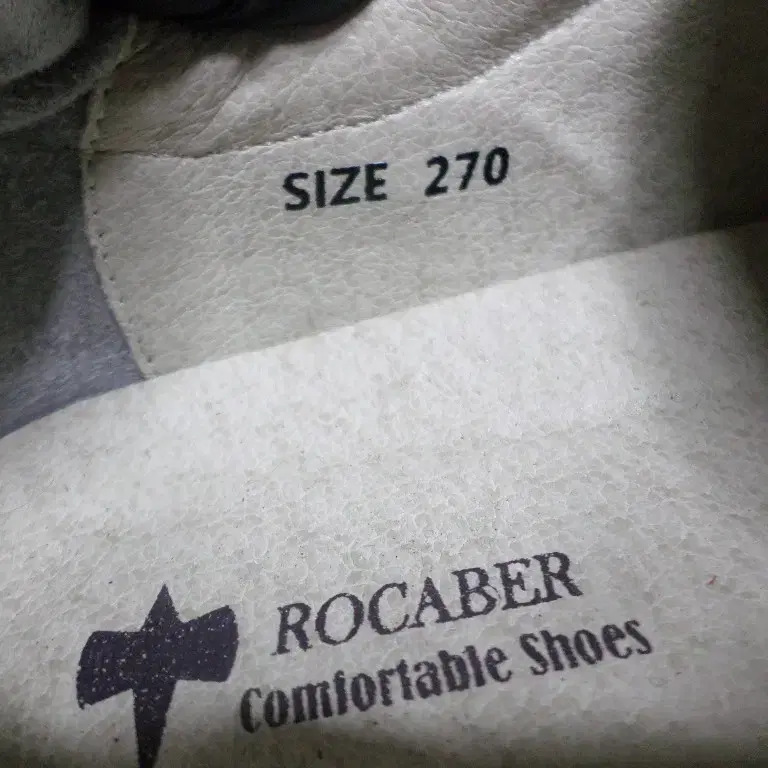 SIZE 270
ROCABER
Comfortable Shoes